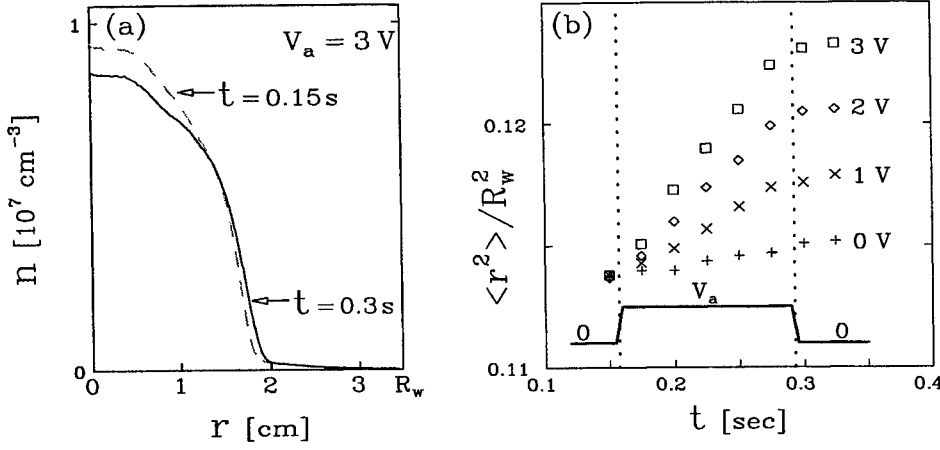 (a)
V_a = 3 V
t = 0.15 s
t = 0.3 s
n [10^7 cm^-3]
1
0
0 1 2 3 R_w
r [cm]
(b)
3 V
2 V
1 V
0 V
V_a
0
0
<r^2>/R_w^2
0.12
0.11
0.1 0.2 0.3 0.4
t [sec]